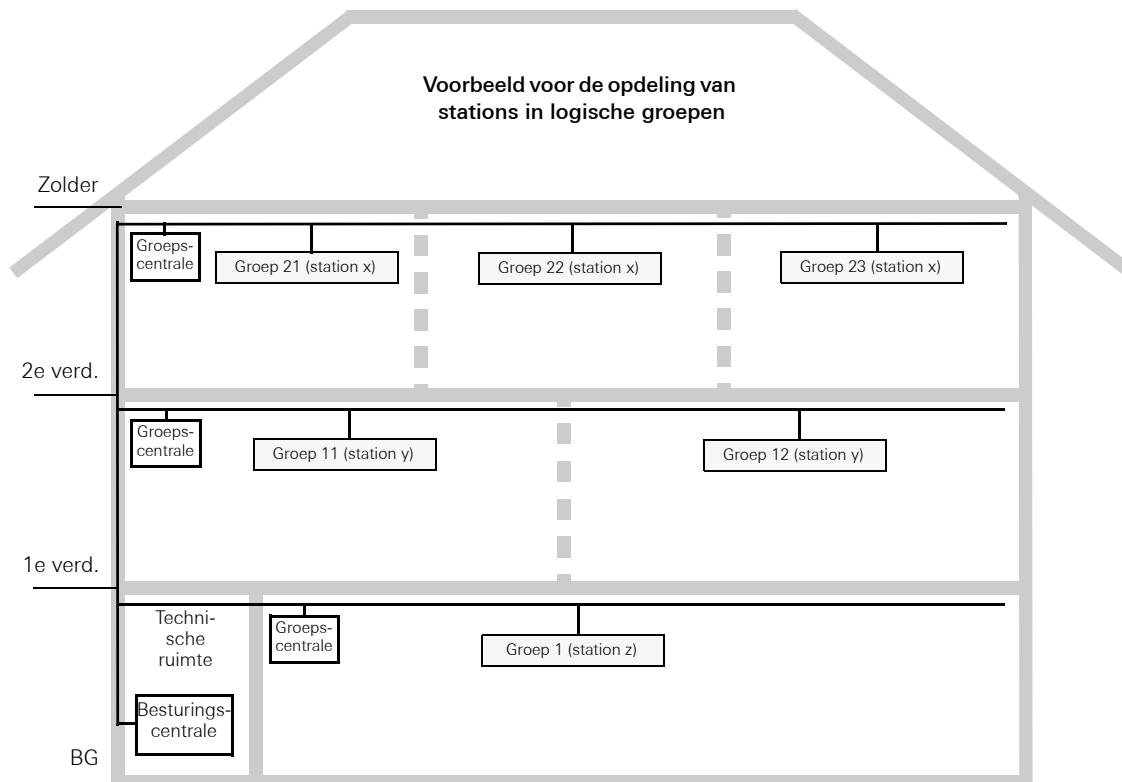 Voorbeeld voor de opdeling van
stations in logische groepen
Zolder
Groeps-
centrale
Groep 21 (station x)
Groep 22 (station x)
Groep 23 (station x)
2e verd.
Groeps-
centrale
Groep 11 (station y)
Groep 12 (station y)
1e verd.
Techni-
sche
ruimte
Groeps-
centrale
Groep 1 (station z)
Besturings-
centrale
BG